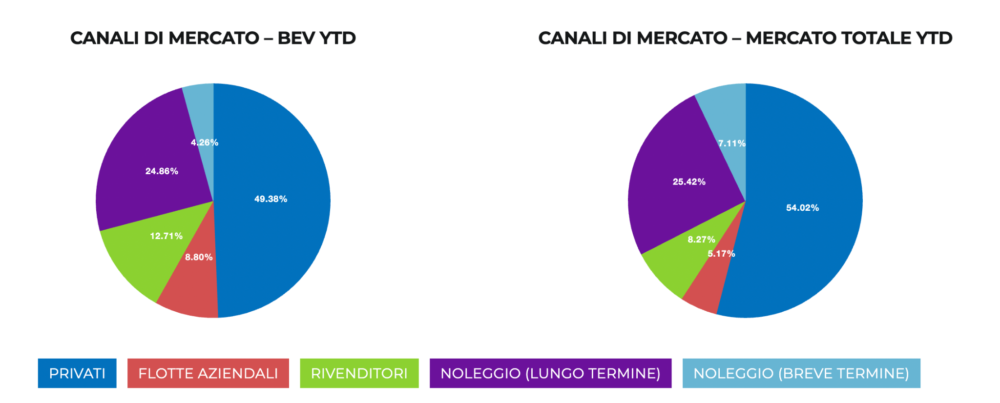 CANALI DI MERCATO – BEV YTD
4.26%
24.86%
49.38%
12.71%
8.80%
CANALI DI MERCATO – MERCATO TOTALE YTD
7.11%
25.42%
54.02%
8.27%
5.17%
PRIVATI
FLOTTE AZIENDALI
RIVENDITORI
NOLEGGIO (LUNGO TERMINE)
NOLEGGIO (BREVE TERMINE)